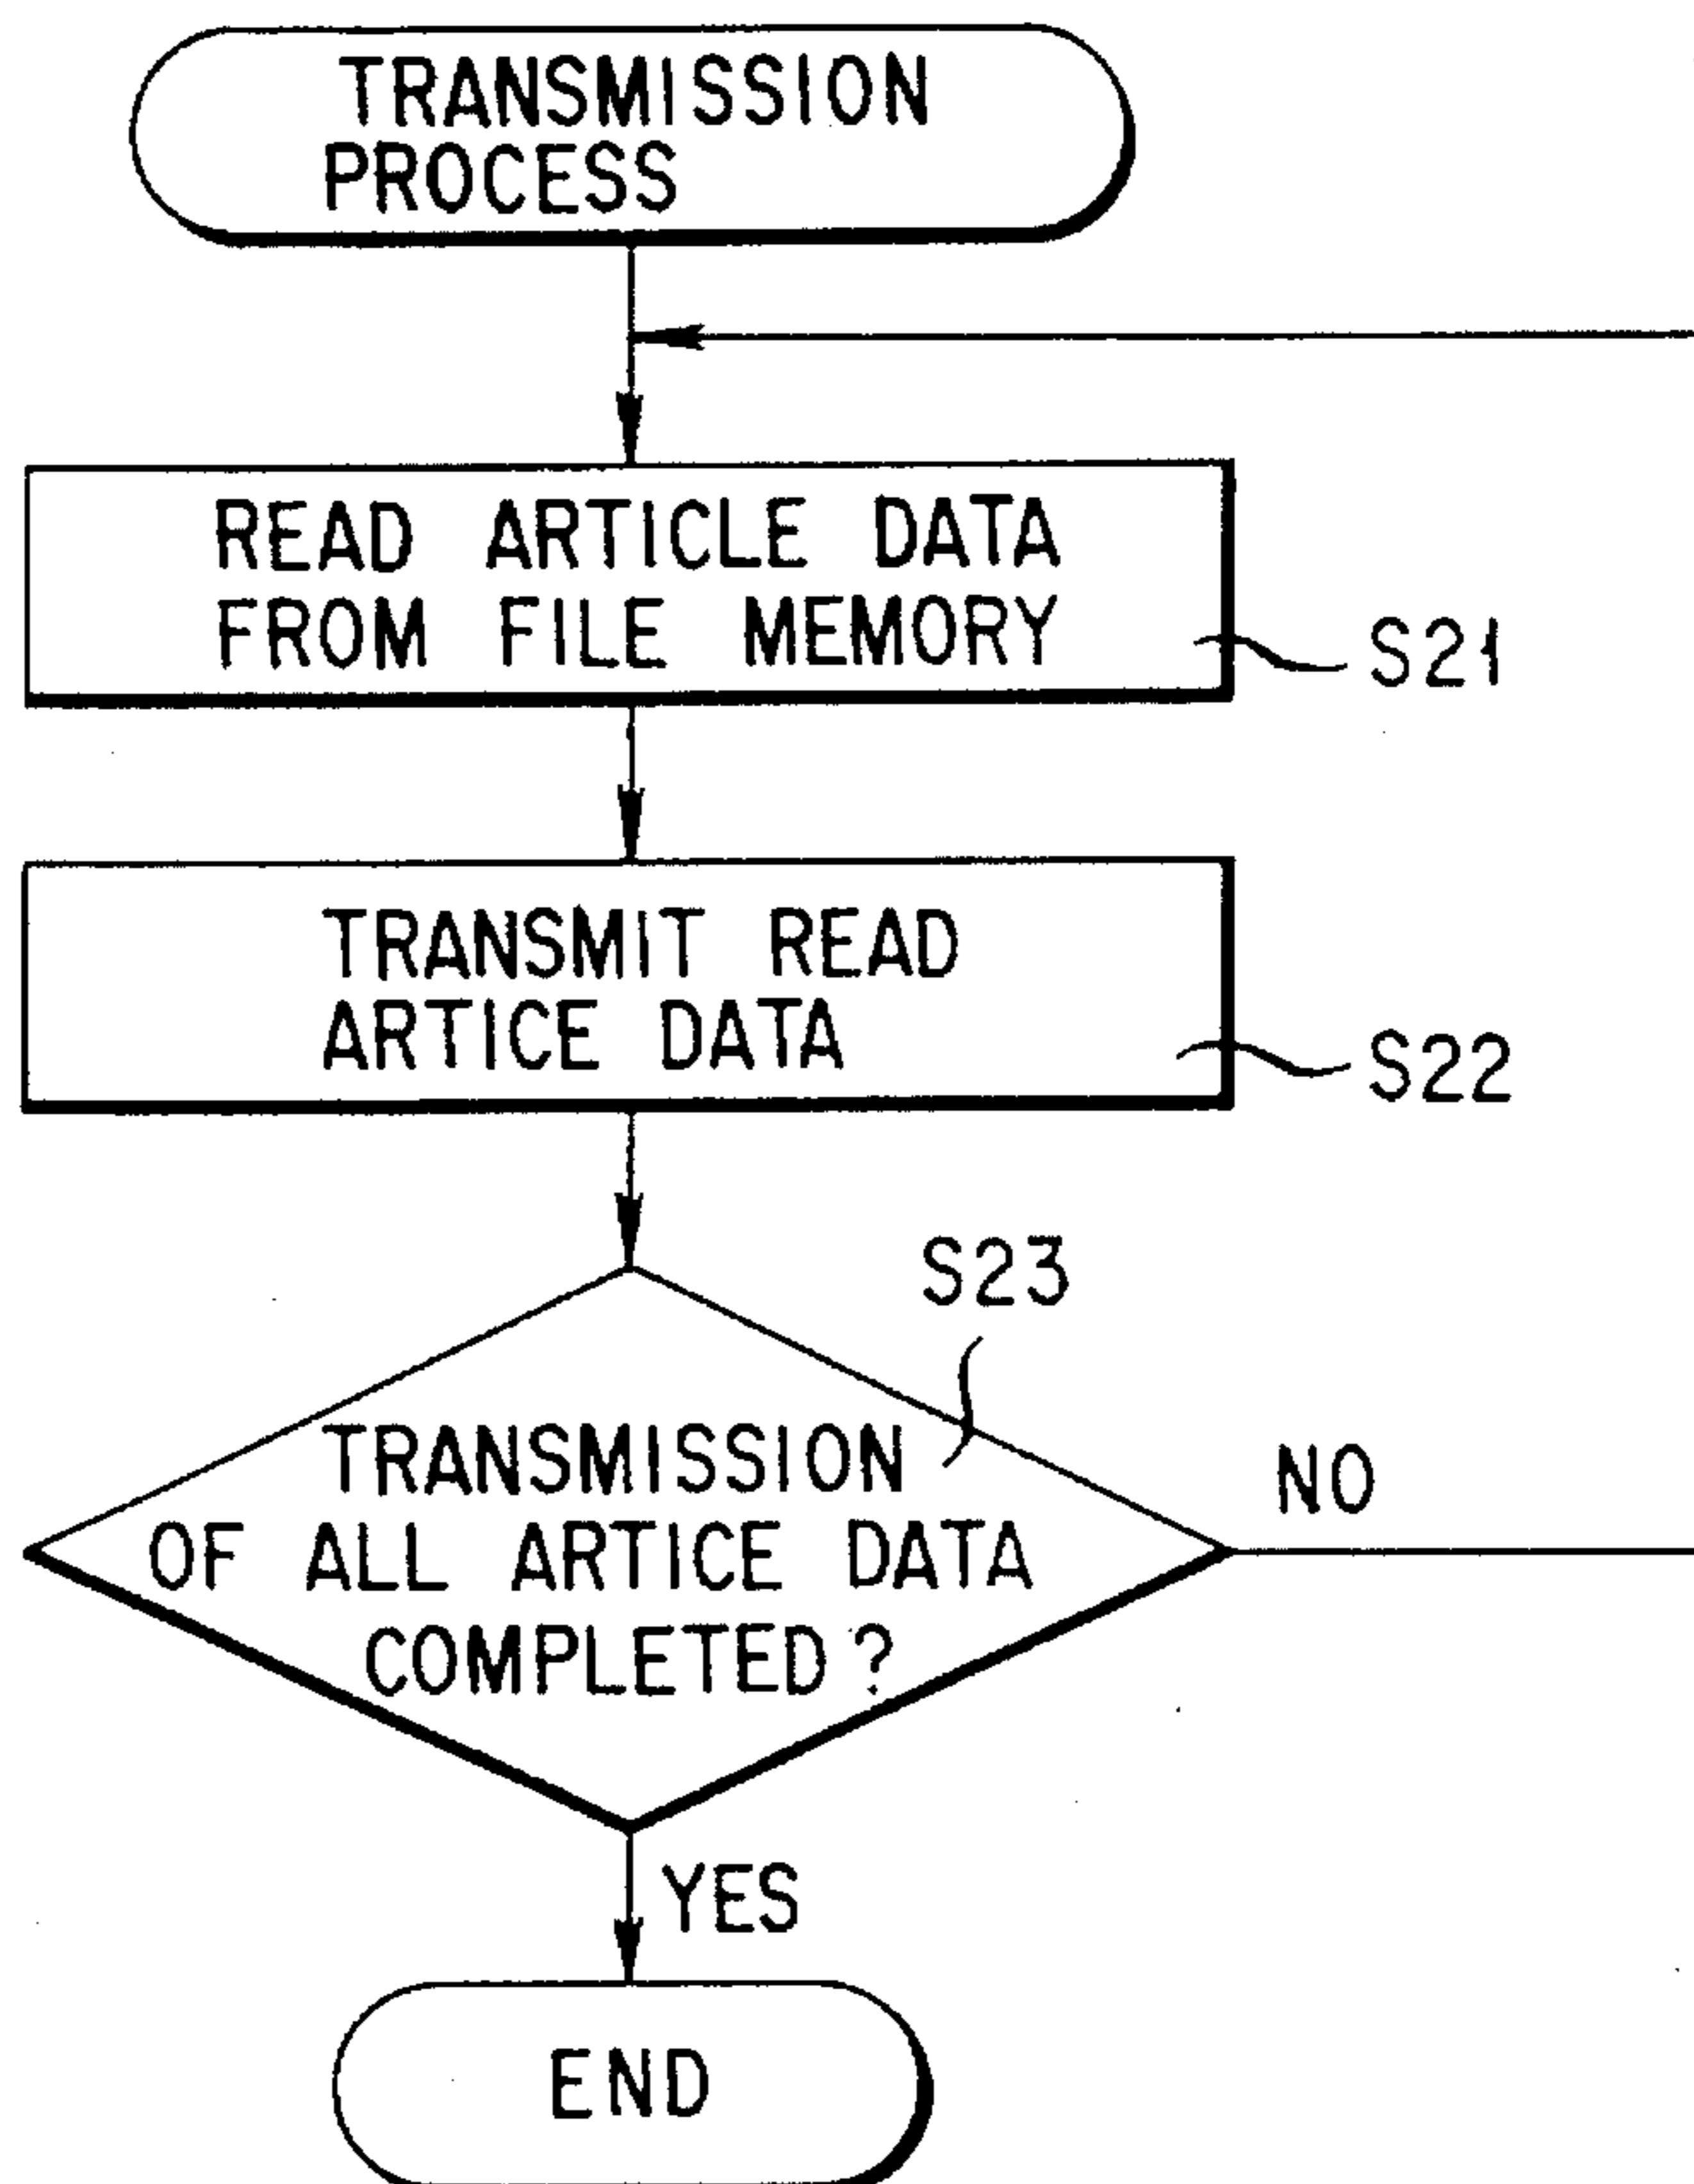 TRANSMISSION
PROCESS
READ ARTICLE DATA
FROM FILE MEMORY
S21
TRANSMIT READ
ARTICE DATA
S22
S23
TRANSMISSION
OF ALL ARTICE DATA
COMPLETED?
NO
YES
END